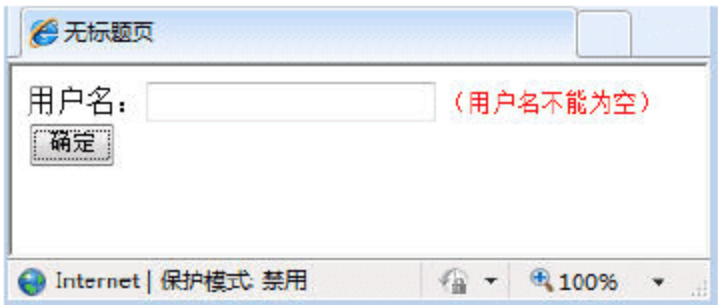 无标题页
用户名： （用户名不能为空）
确定
Internet | 保护模式: 禁用 100%